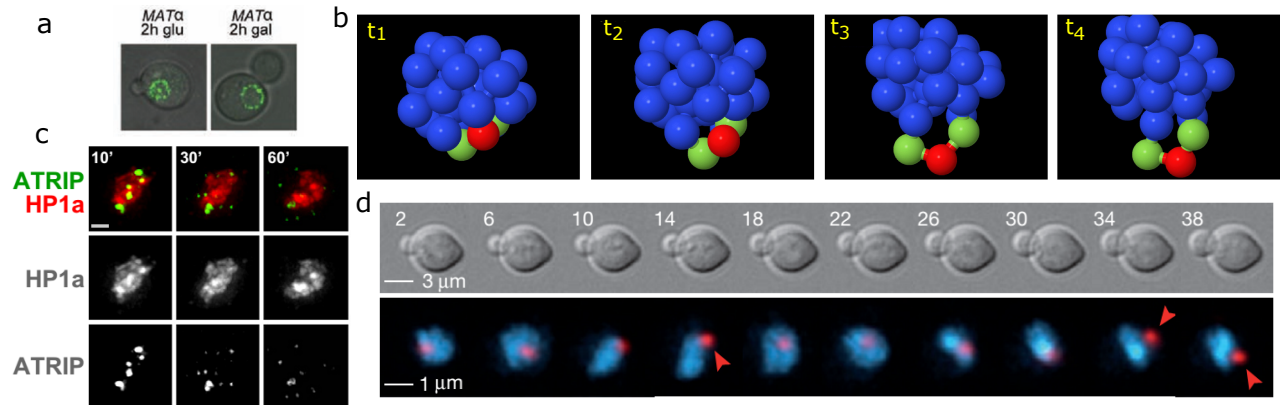 a
MATα
2h glu
MATα
2h gal
b
t1
t2
t3
t4
c
10’
30’
60’
ATRIP
HP1a
HP1a
ATRIP
d
2 6 10 14 18 22 26 30 34 38
3 μm
1 μm